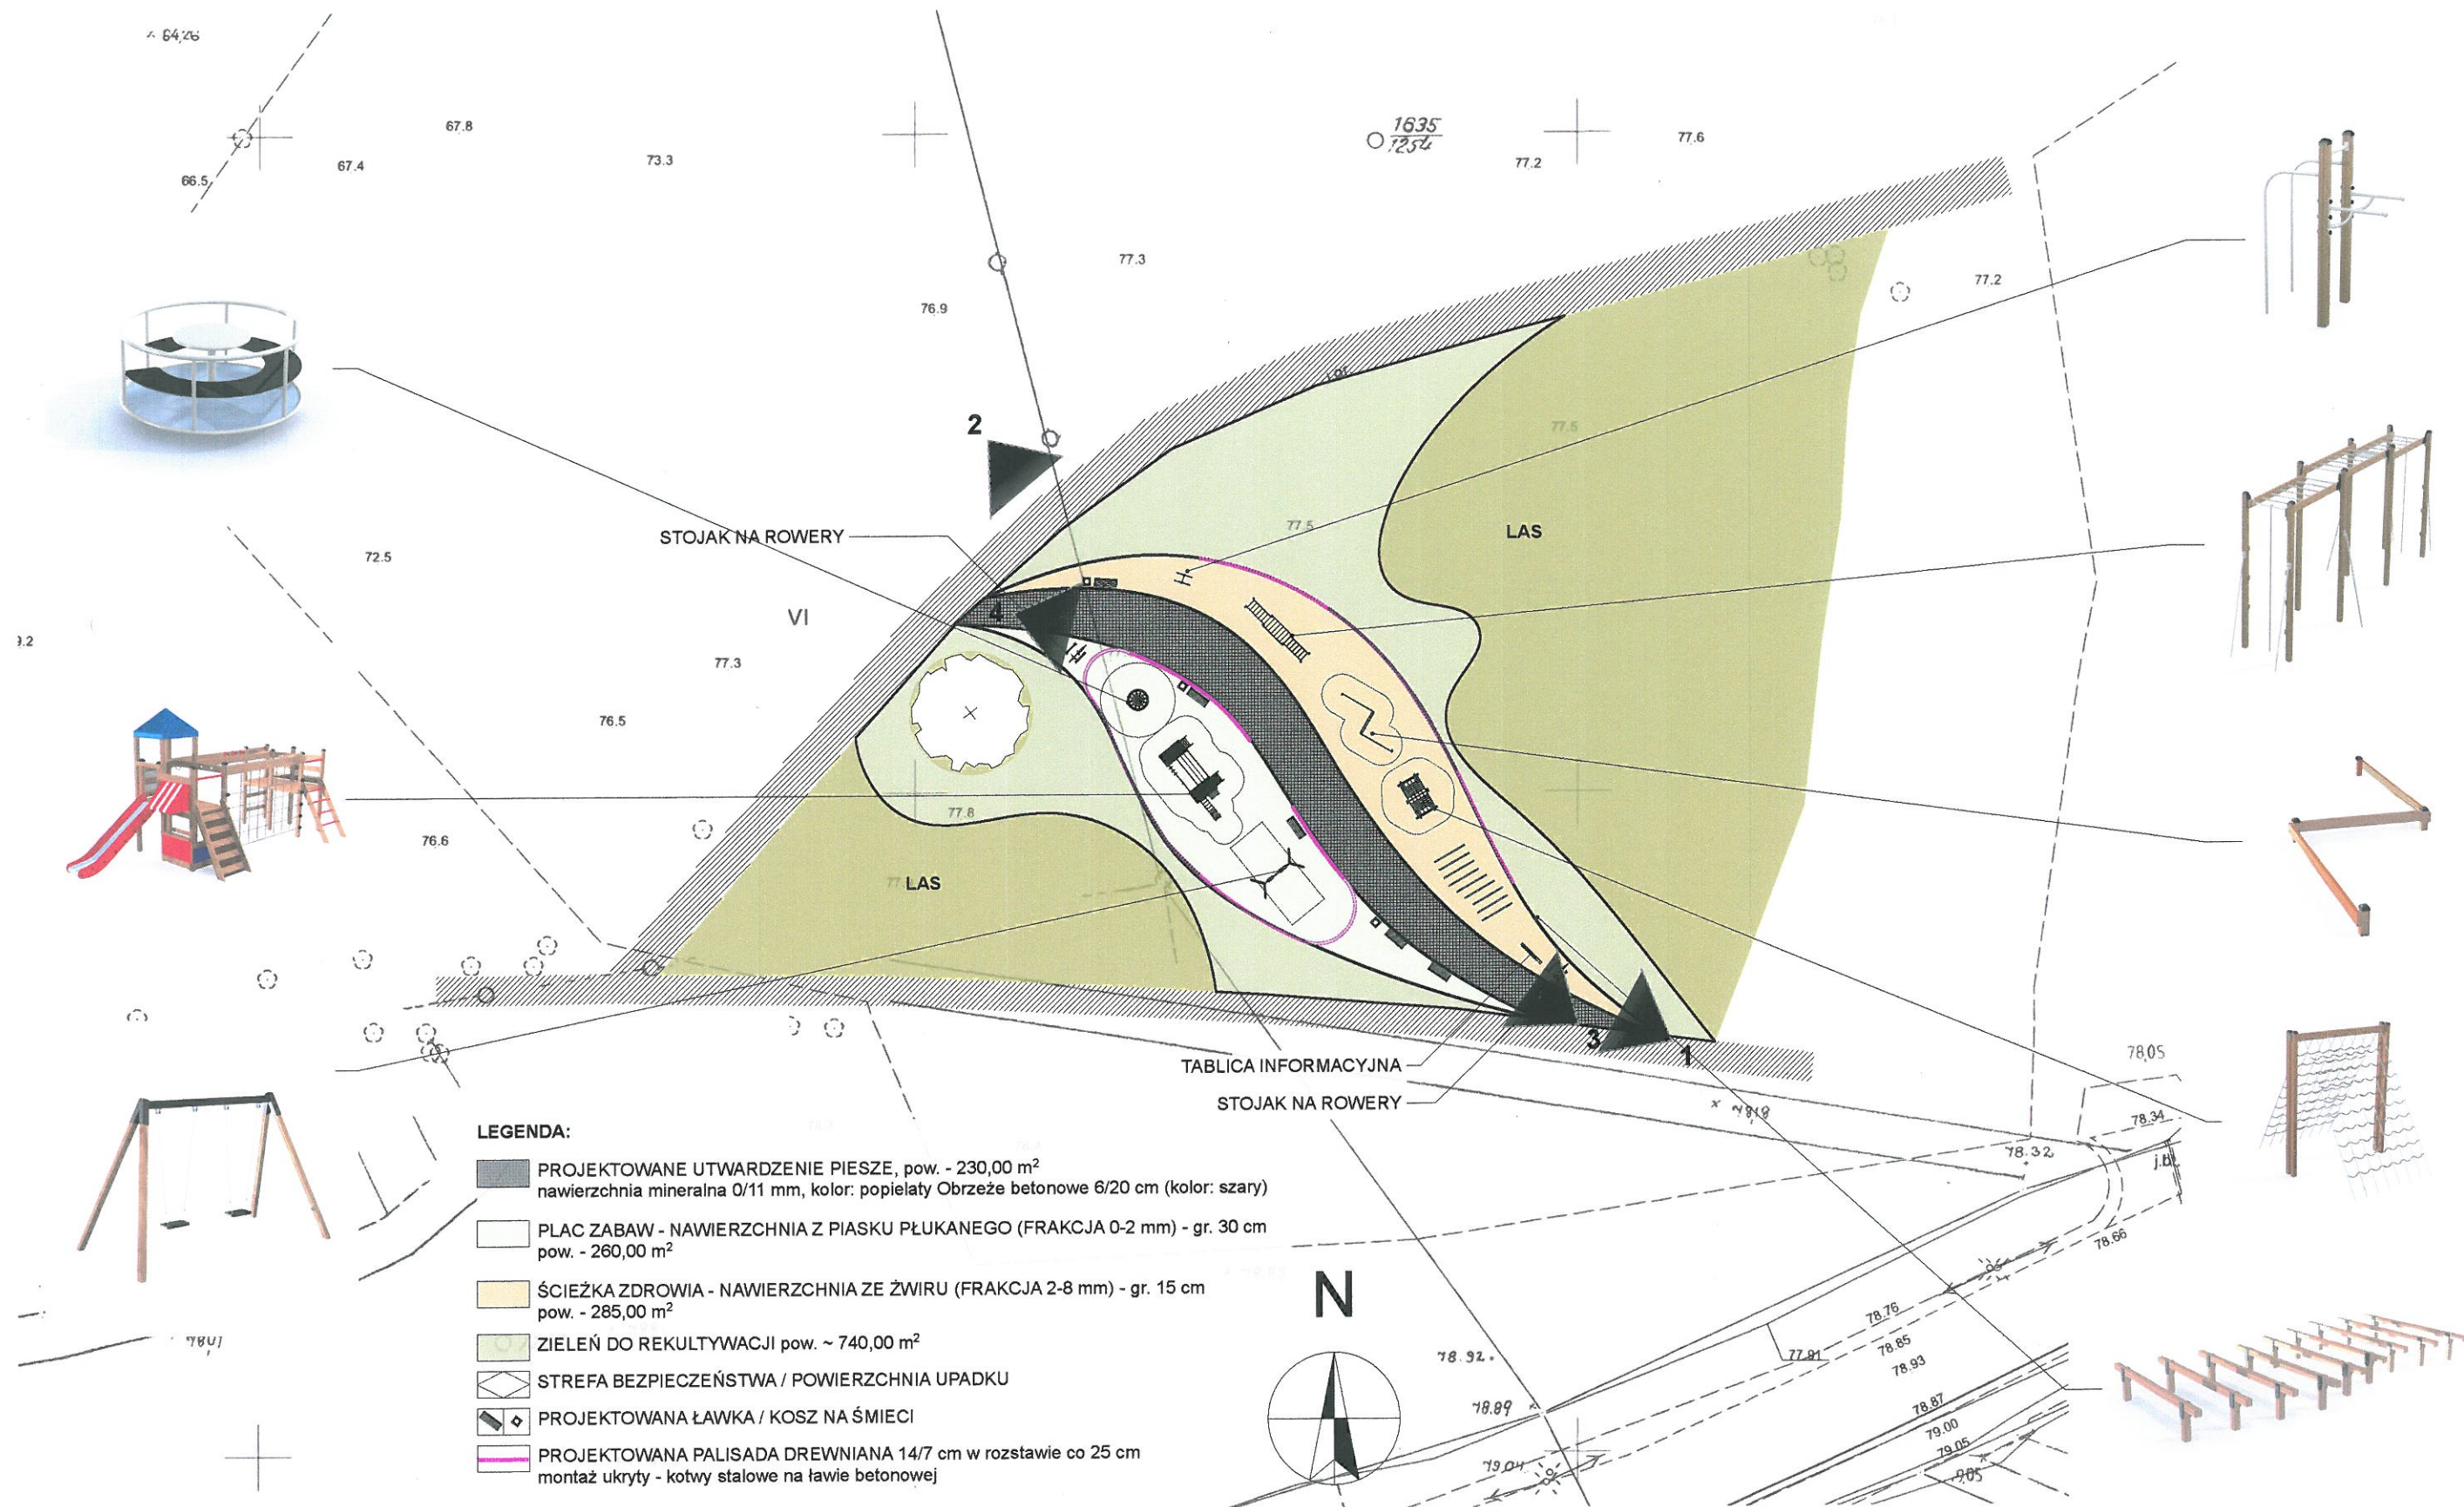 64,26
67.8
67.4
66.5
73.3
1635
1254
77.2
77.6
77.3
76.9
77.2
2
77.5
STOJAK NA ROWERY
77.5
LAS
72.5
4
VI
77.3
76.5
77.8
76.6
LAS
3
1
TABLICA INFORMACYJNA
STOJAK NA ROWERY
78,05
78.34
78.32
78.66
LEGENDA:
PROJEKTOWANE UTWARDZENIE PIESZE, pow. - 230,00 m²
nawierzchnia mineralna 0/11 mm, kolor: popielaty Obrzeże betonowe 6/20 cm (kolor: szary)
PLAC ZABAW - NAWIERZCHNIA Z PIASKU PŁUKANEGO (FRAKCJA 0-2 mm) - gr. 30 cm
pow. - 260,00 m²
ŚCIEŻKA ZDROWIA - NAWIERZCHNIA ZE ŻWIRU (FRAKCJA 2-8 mm) - gr. 15 cm
pow. - 285,00 m²
ZIELEŃ DO REKULTYWACJI pow. ~ 740,00 m²
STREFA BEZPIECZEŃSTWA / POWIERZCHNIA UPADKU
PROJEKTOWANA ŁAWKA / KOSZ NA ŚMIECI
PROJEKTOWANA PALISADA DREWNIANA 14/7 cm w rozstawie co 25 cm
montaż ukryty - kotwy stalowe na ławie betonowej
N
78.76
78.85
78.93
77.91
78.92
78.89
78.87
79.00
79.05
79,04